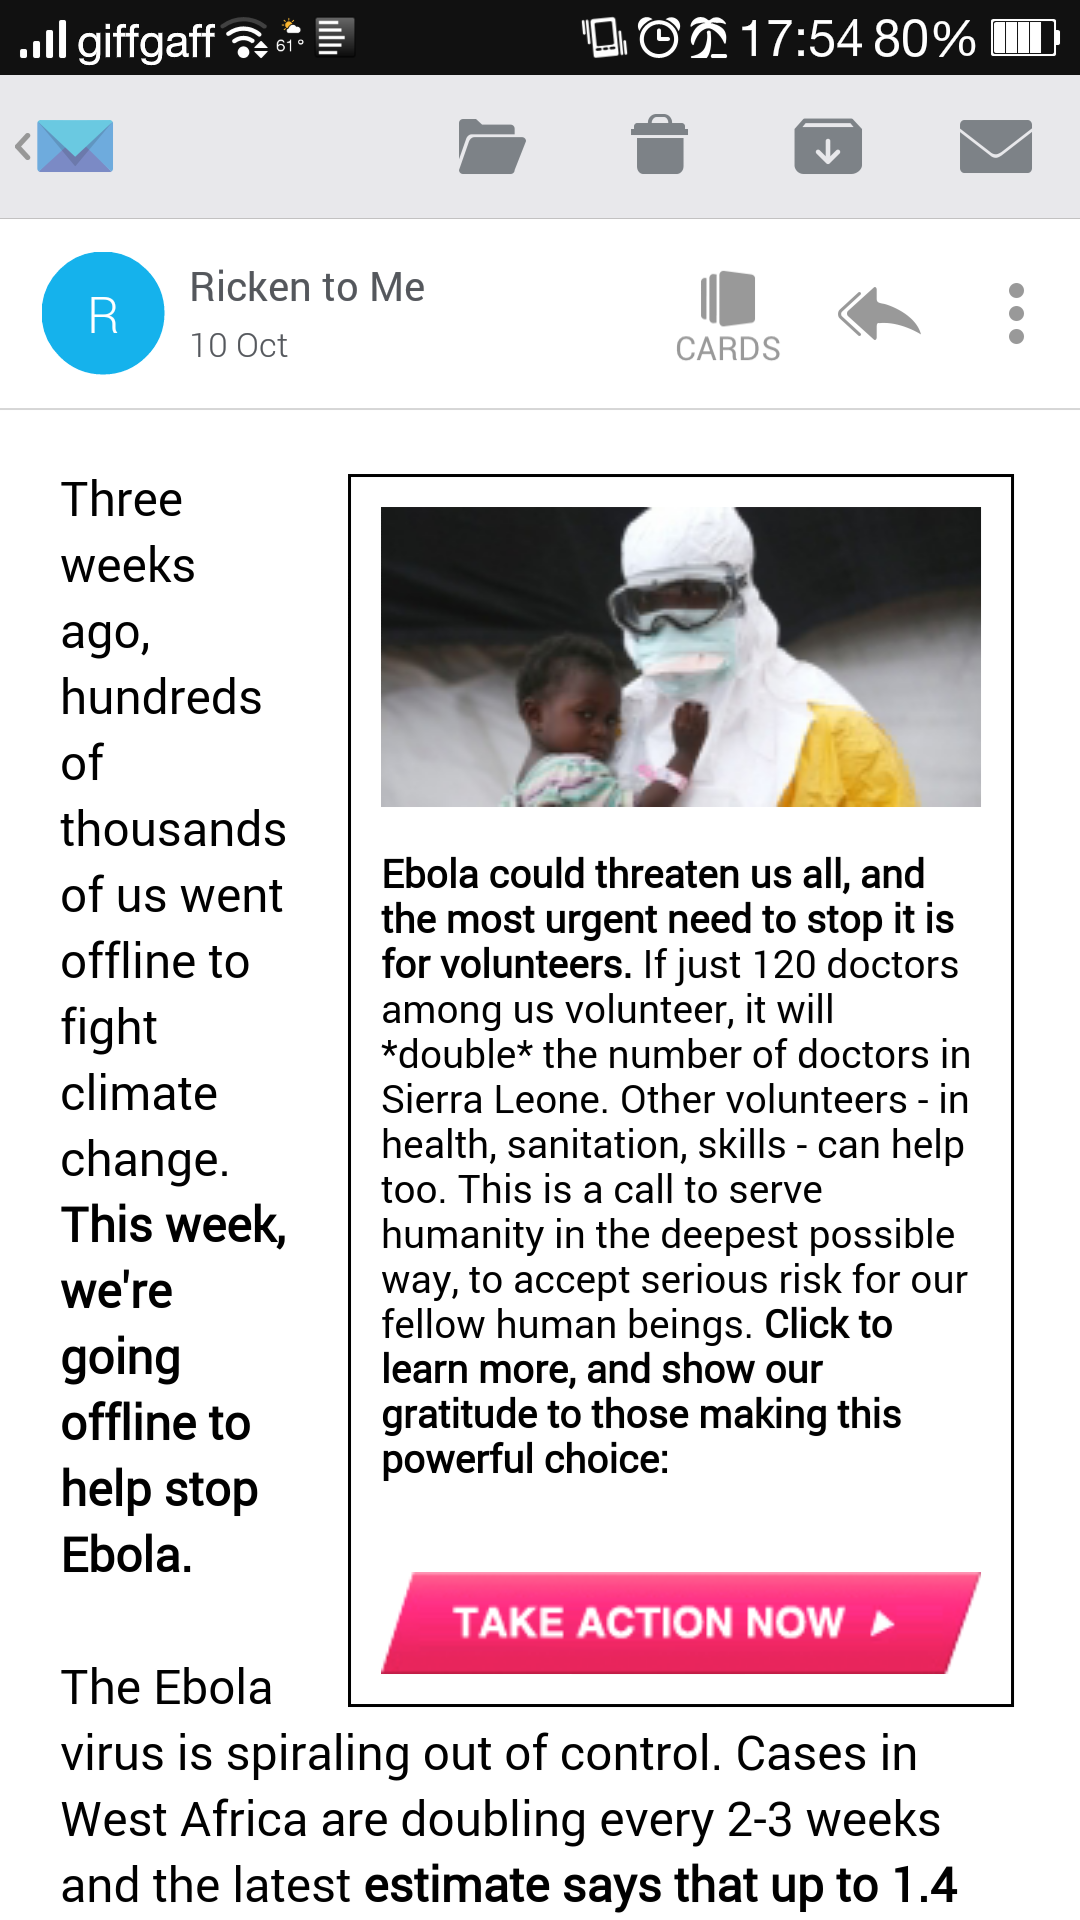 giffgaff 61° 17:54 80%
R
Ricken to Me
10 Oct
CARDS
Three
weeks
ago,
hundreds
of
thousands
of us went
offline to
fight
climate
change.
This week,
we're
going
offline to
help stop
Ebola.
Ebola could threaten us all, and
the most urgent need to stop it is
for volunteers. If just 120 doctors
among us volunteer, it will
*double* the number of doctors in
Sierra Leone. Other volunteers - in
health, sanitation, skills - can help
too. This is a call to serve
humanity in the deepest possible
way, to accept serious risk for our
fellow human beings. Click to
learn more, and show our
gratitude to those making this
powerful choice:
TAKE ACTION NOW
The Ebola
virus is spiraling out of control. Cases in
West Africa are doubling every 2-3 weeks
and the latest estimate says that up to 1.4